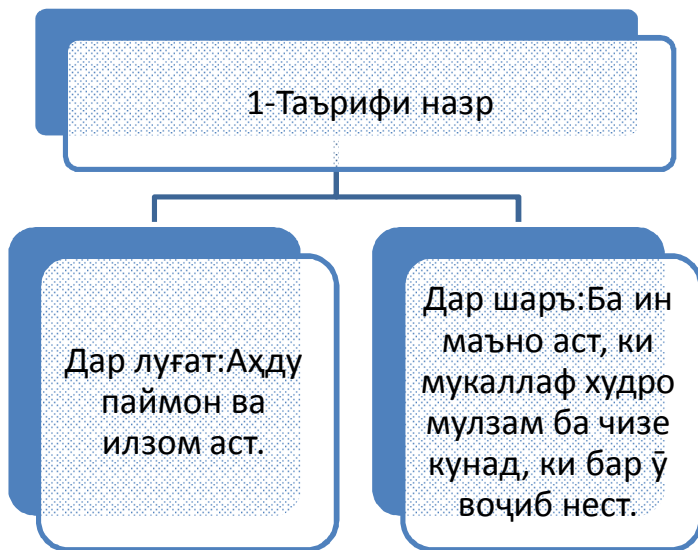 1-Таърифи назр
Дар луғат:Аҳду
паймон ва
илзом аст.
Дар шаръ:Ба ин
маъно аст, ки
мукаллаф худро
мулзам ба чизе
кунад, ки бар ӯ
воҷиб нест.